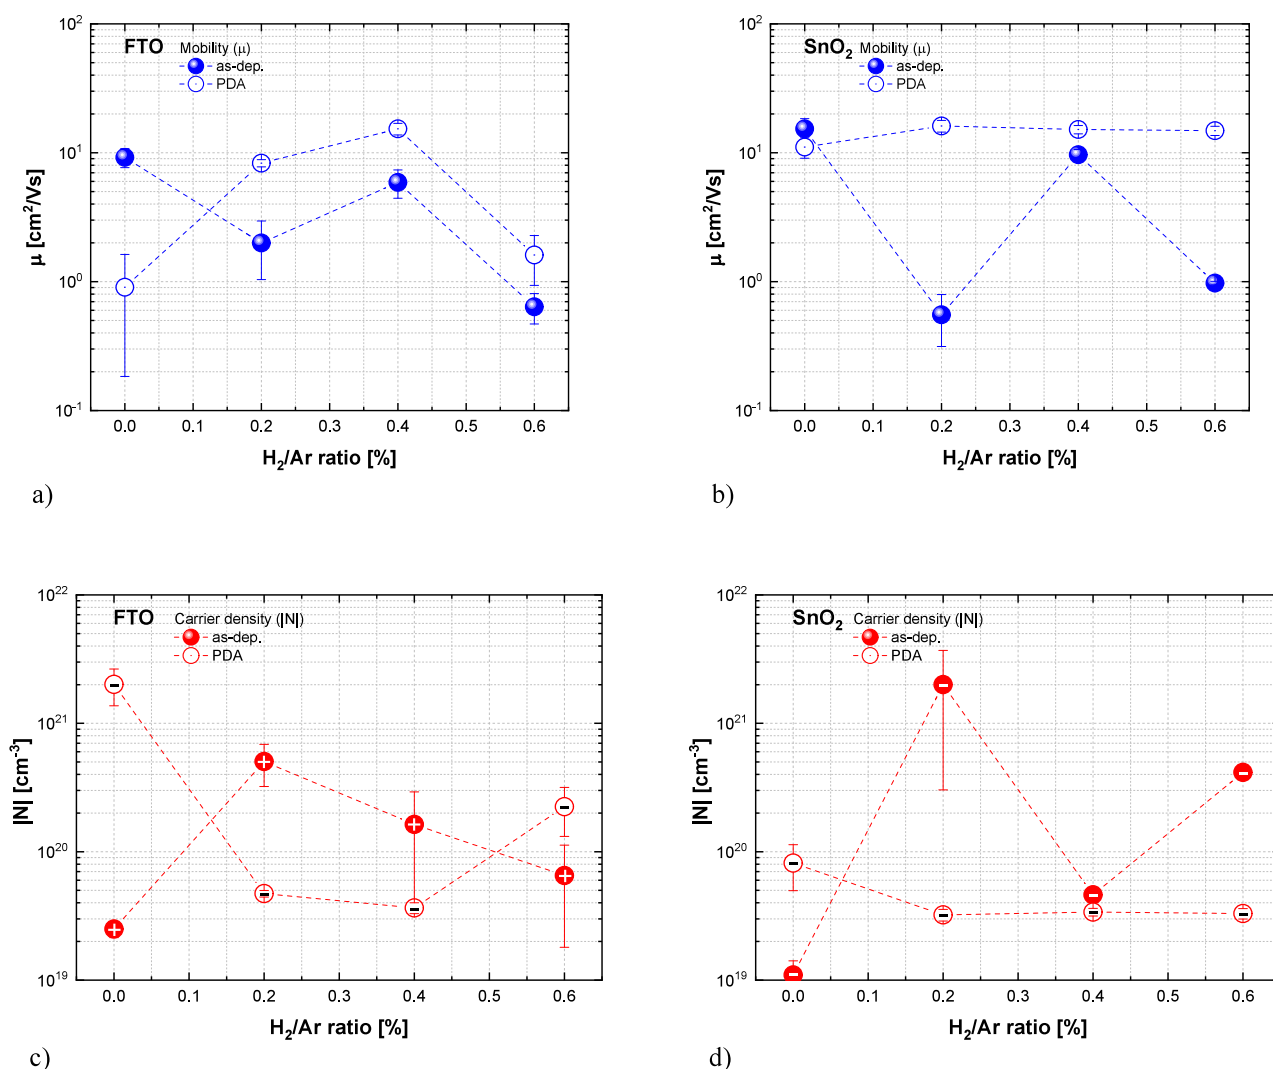 FTO Mobility (μ)
as-dep.
PDA
10² 10¹ 10⁰ 10⁻¹
μ [cm²/Vs]
0.0 0.1 0.2 0.3 0.4 0.5 0.6
H₂/Ar ratio [%]
a)
SnO₂ Mobility (μ)
as-dep.
PDA
10² 10¹ 10⁰ 10⁻¹
μ [cm²/Vs]
0.0 0.1 0.2 0.3 0.4 0.5 0.6
H₂/Ar ratio [%]
b)
FTO Carrier density (|N|)
as-dep.
PDA
10²² 10²¹ 10²⁰ 10¹⁹
|N| [cm⁻³]
0.0 0.1 0.2 0.3 0.4 0.5 0.6
H₂/Ar ratio [%]
c)
SnO₂ Carrier density (|N|)
as-dep.
PDA
10²² 10²¹ 10²⁰ 10¹⁹
|N| [cm⁻³]
0.0 0.1 0.2 0.3 0.4 0.5 0.6
H₂/Ar ratio [%]
d)